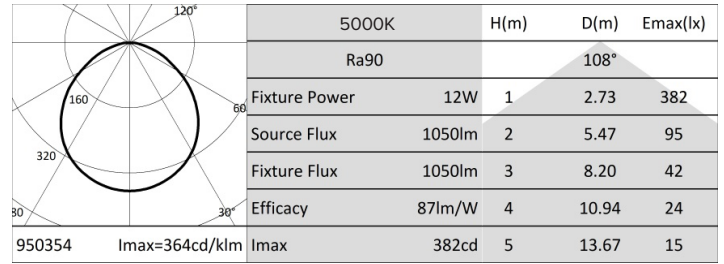 120°
160
60
320
30
30°
950354 Imax=364cd/klm
5000K
Ra90
Fixture Power 12W
Source Flux 1050lm
Fixture Flux 1050lm
Efficacy 87lm/W
Imax 382cd
H(m) D(m) Emax(lx)
108°
1 2.73 382
2 5.47 95
3 8.20 42
4 10.94 24
5 13.67 15